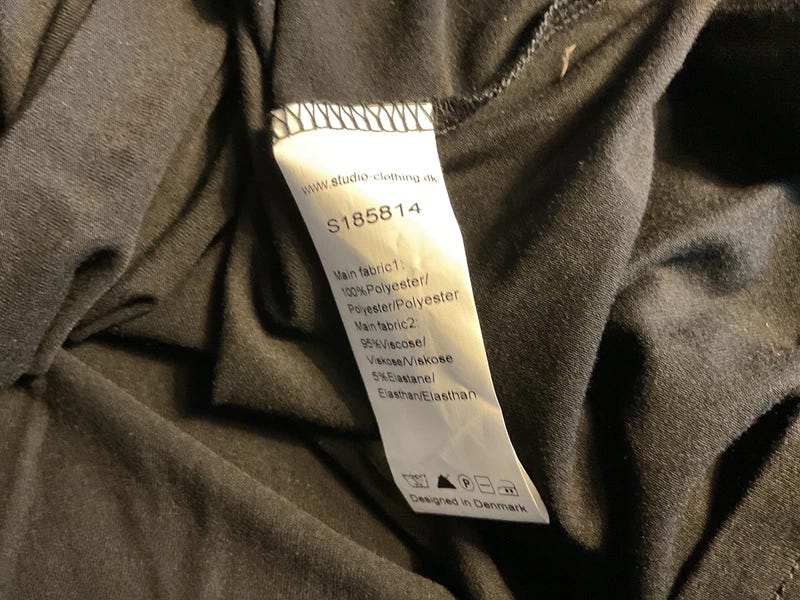 www.studio-clothing.dk
S185814
Main fabric1:
100%Polyester/
Polyester/Polyester
Main fabric2:
95%Viscose/
Viskose/Viskose
5%Elastane/
Elasthan/Elasthan
P
Designed in Denmark